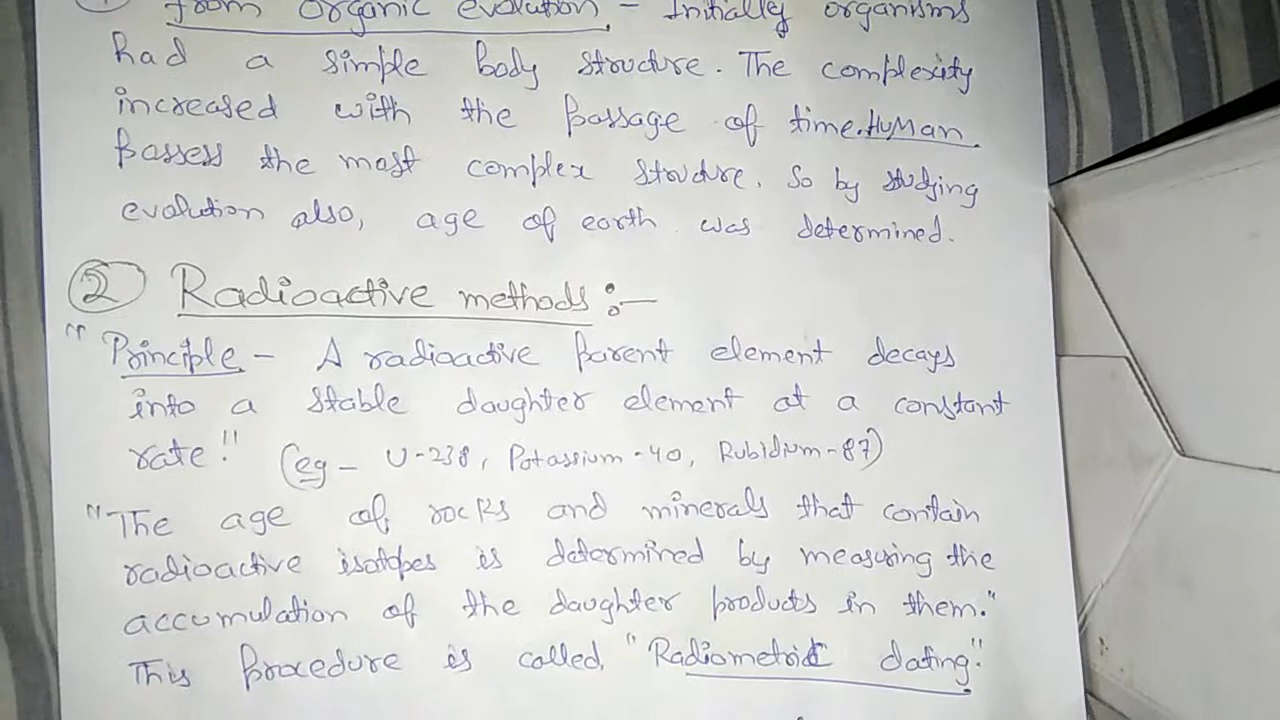 from organic evolution - Initially organisms
had a simple body structure. The complexity
increased with the passage of time. HuMan
Possess the most complex structure. So by studying
evolution also, age of earth was determined.
② Radioactive methods :-
"Principle - A radioactive parent element decays
into a stable daughter element at a constant
rate!" (eg - U-238, Potassium-40, Rubidium-87)
"The age of rocks and minerals that contain
radioactive isotopes is determined by measuring the
accumulation of the daughter products in them."
This procedure is called "Radiometric dating".